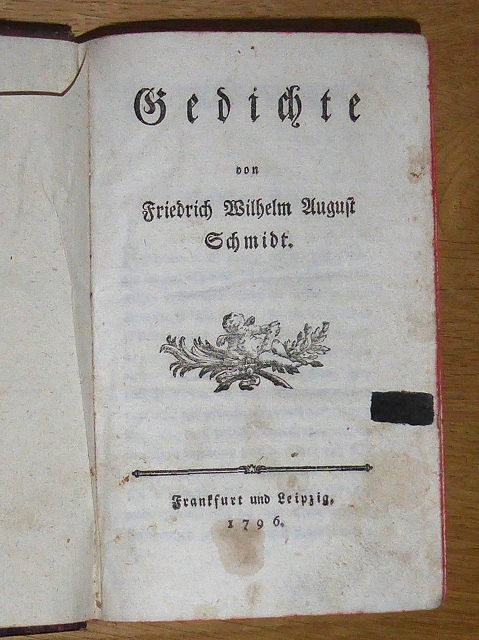 Gedichte
von
Friedrich Wilhelm August
Schmidt.
Frankfurt und Leipzig,
1796.